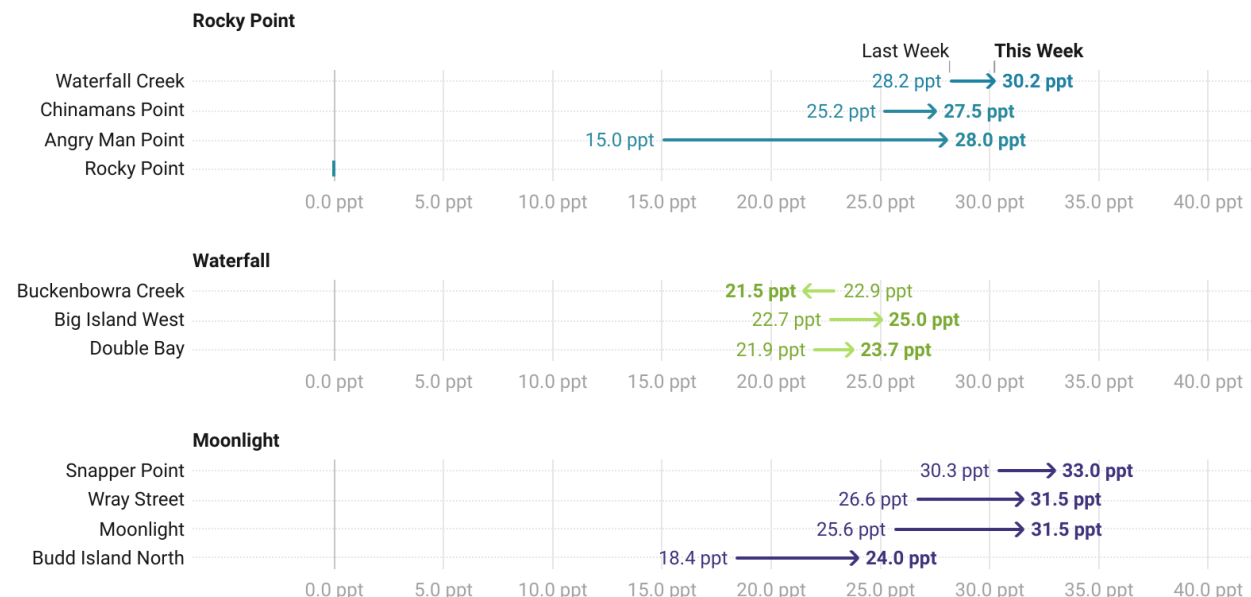 Rocky Point
Last Week This Week
Waterfall Creek 28.2 ppt 30.2 ppt
Chinamans Point 25.2 ppt 27.5 ppt
Angry Man Point 15.0 ppt 28.0 ppt
Rocky Point
0.0 ppt 5.0 ppt 10.0 ppt 15.0 ppt 20.0 ppt 25.0 ppt 30.0 ppt 35.0 ppt 40.0 ppt
Waterfall
Buckenbowra Creek 21.5 ppt 22.9 ppt
Big Island West 22.7 ppt 25.0 ppt
Double Bay 21.9 ppt 23.7 ppt
0.0 ppt 5.0 ppt 10.0 ppt 15.0 ppt 20.0 ppt 25.0 ppt 30.0 ppt 35.0 ppt 40.0 ppt
Moonlight
Snapper Point 30.3 ppt 33.0 ppt
Wray Street 26.6 ppt 31.5 ppt
Moonlight 25.6 ppt 31.5 ppt
Budd Island North 18.4 ppt 24.0 ppt
0.0 ppt 5.0 ppt 10.0 ppt 15.0 ppt 20.0 ppt 25.0 ppt 30.0 ppt 35.0 ppt 40.0 ppt